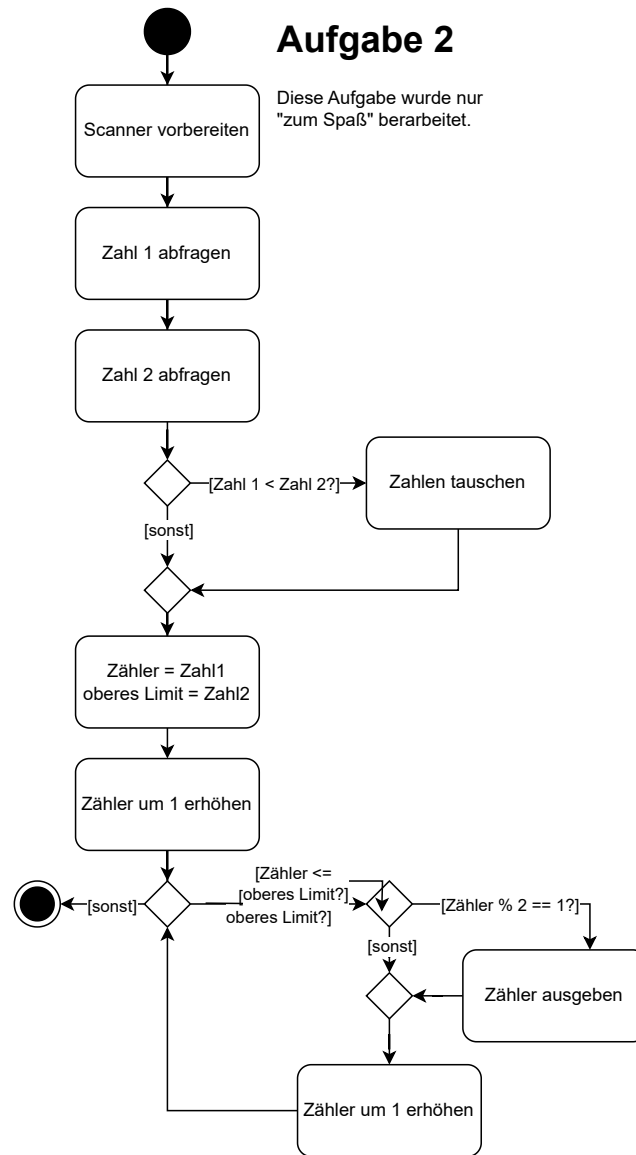 Aufgabe 2
Diese Aufgabe wurde nur
"zum Spaß" berarbeitet.
Scanner vorbereiten
Zahl 1 abfragen
Zahl 2 abfragen
[Zahl 1 < Zahl 2?]
Zahlen tauschen
[sonst]
Zähler = Zahl1
oberes Limit = Zahl2
Zähler um 1 erhöhen
[sonst]
[Zähler <=
[oberes Limit?]
oberes Limit?]
[Zähler % 2 == 1?]
[sonst]
Zähler ausgeben
Zähler um 1 erhöhen